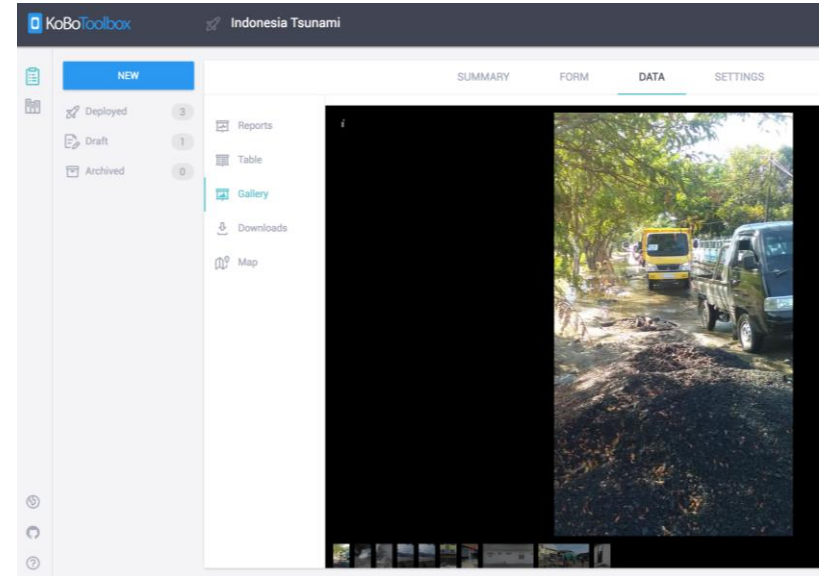 KoBoToolbox
Indonesia Tsunami
NEW
SUMMARY FORM DATA SETTINGS
Deployed 3
Draft 1
Archived 0
Reports
Table
Gallery
Downloads
Map
i